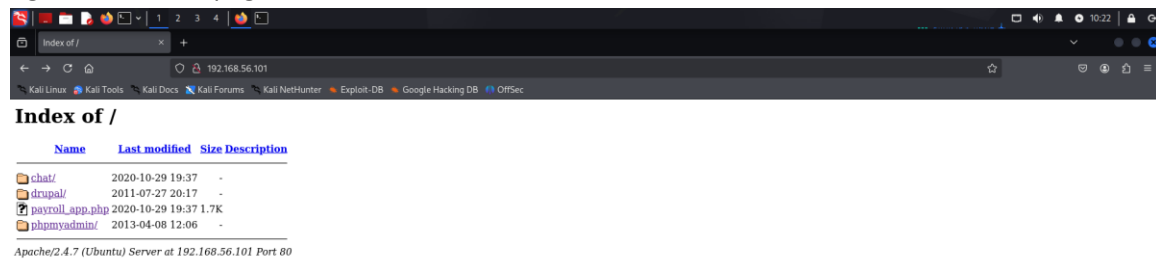 1 2 3 4 10:22
Index of /
192.168.56.101
Kali Linux Kali Tools Kali Docs Kali Forums Kali NetHunter Exploit-DB Google Hacking DB OffSec
Index of /
Name Last modified Size Description
chat/ 2020-10-29 19:37 -
drupal/ 2011-07-27 20:17 -
payroll_app.php 2020-10-29 19:37 1.7K
phpmyadmin/ 2013-04-08 12:06 -
Apache/2.4.7 (Ubuntu) Server at 192.168.56.101 Port 80